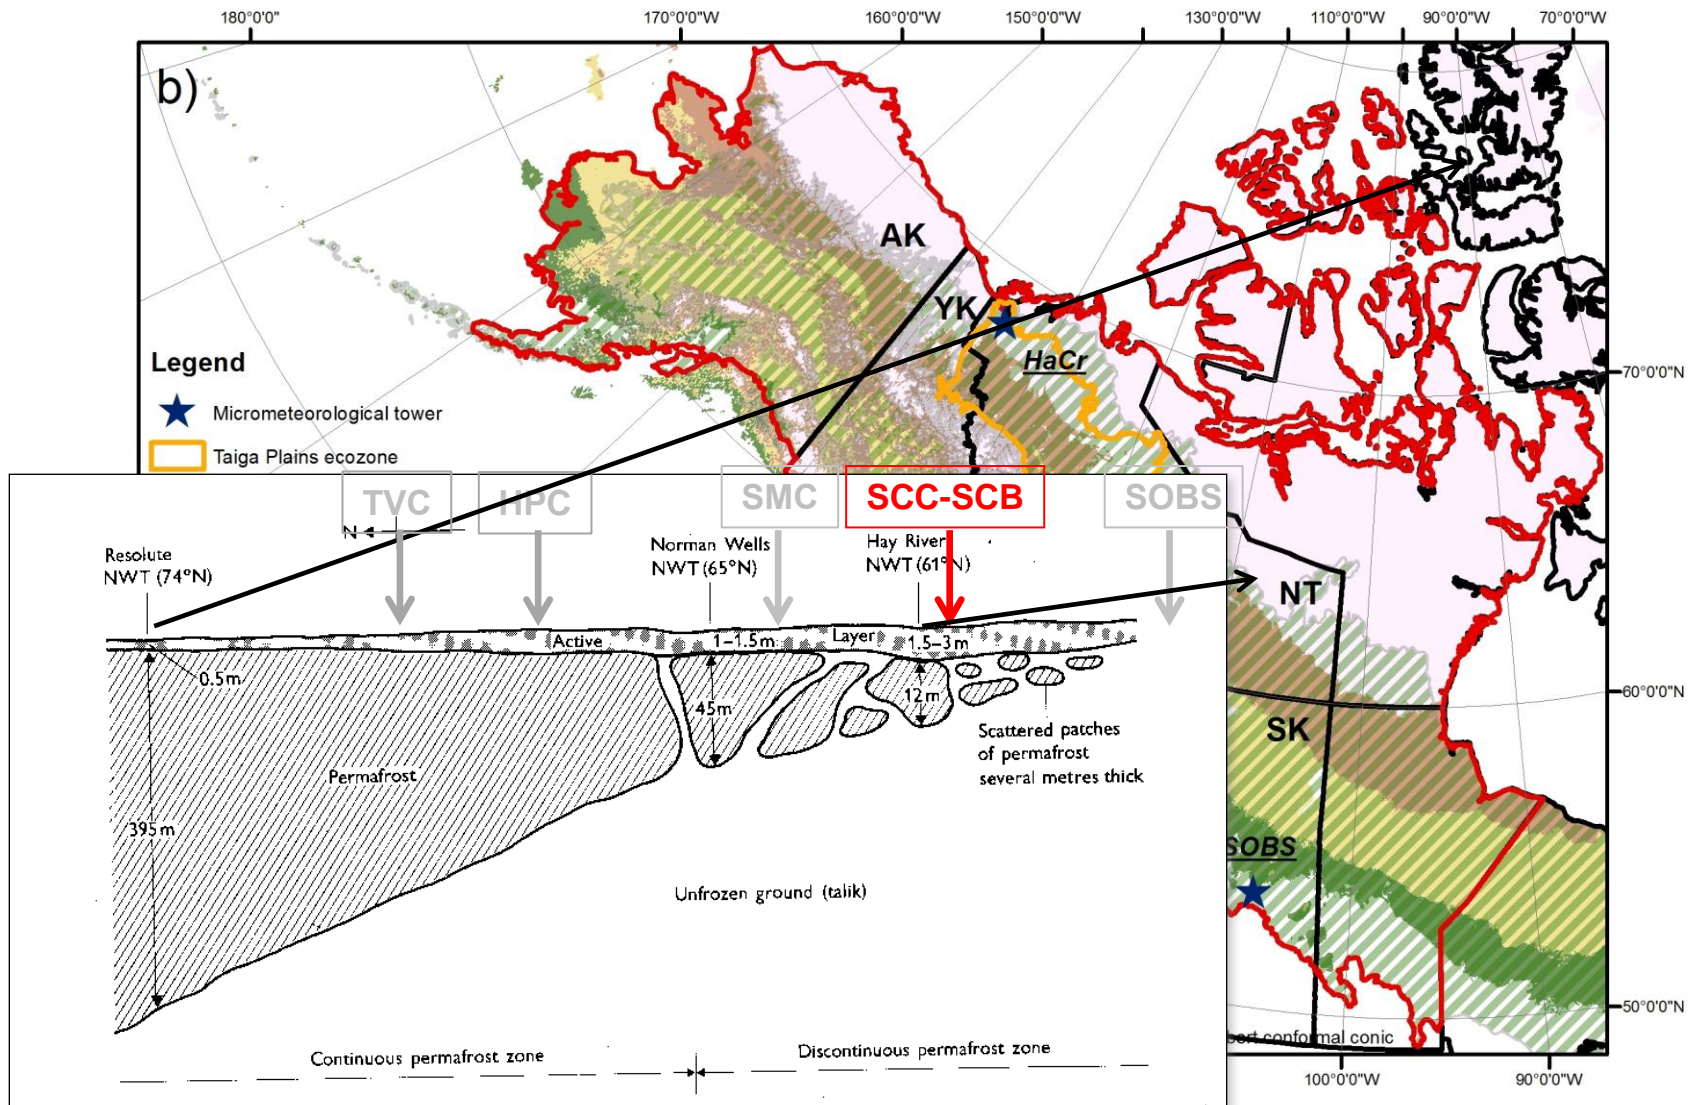 180°0'0"
170°0'0"W
160°0'0"W
150°0'0"W
130°0'0"W
110°0'0"W
90°0'0"W
70°0'0"W
b)
AK
YK
HaCr
Legend
Micrometeorological tower
Taiga Plains ecozone
70°0'0"N
TVC
HPC
SMC
SCC-SCB
SOBS
N
Resolute
NWT (74°N)
Norman Wells
NWT (65°N)
Hay River
NWT (61°N)
NT
Active
1-1.5m
Layer
1.5-3m
0.5m
45m
12m
60°0'0"N
SK
Scattered patches
of permafrost
several metres thick
Permafrost
395m
SOBS
Unfrozen ground (talik)
50°0'0"N
conformal conic
Continuous permafrost zone
Discontinuous permafrost zone
100°0'0"W
90°0'0"W